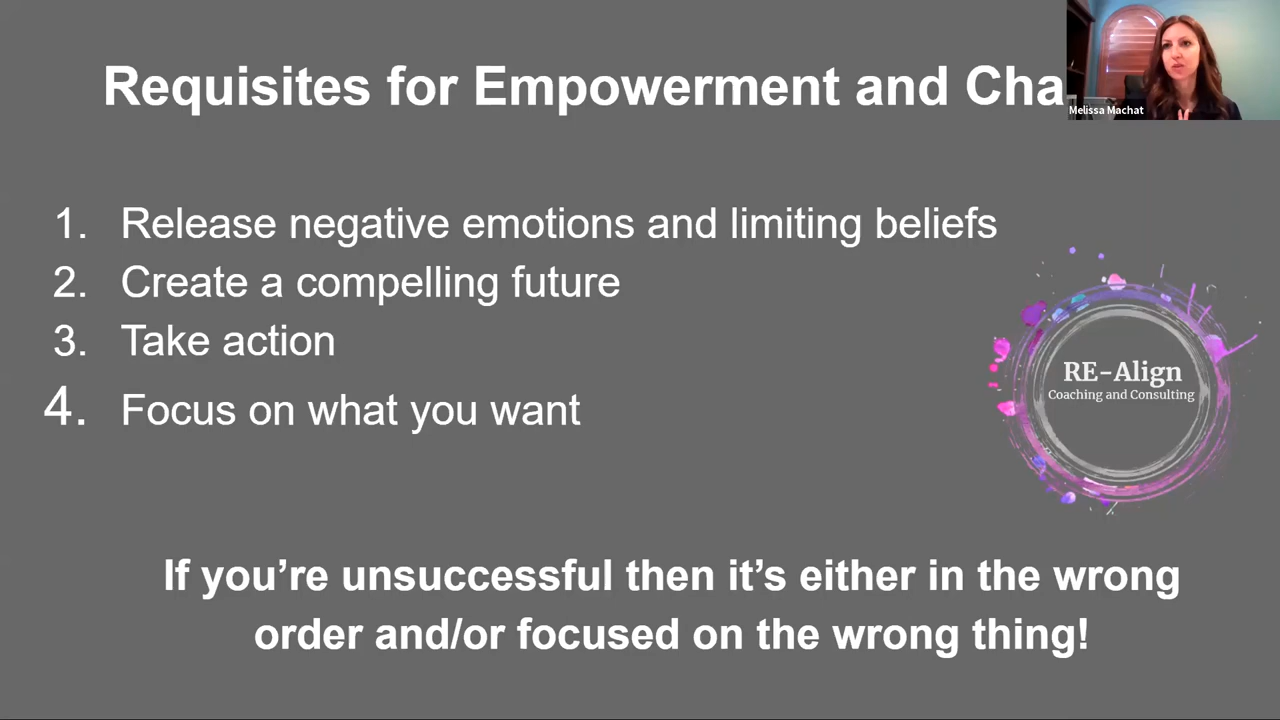 Requisites for Empowerment and Cha
Melissa Machat
1. Release negative emotions and limiting beliefs
2. Create a compelling future
3. Take action
4. Focus on what you want
RE-Align
Coaching and Consulting
If you’re unsuccessful then it’s either in the wrong
order and/or focused on the wrong thing!